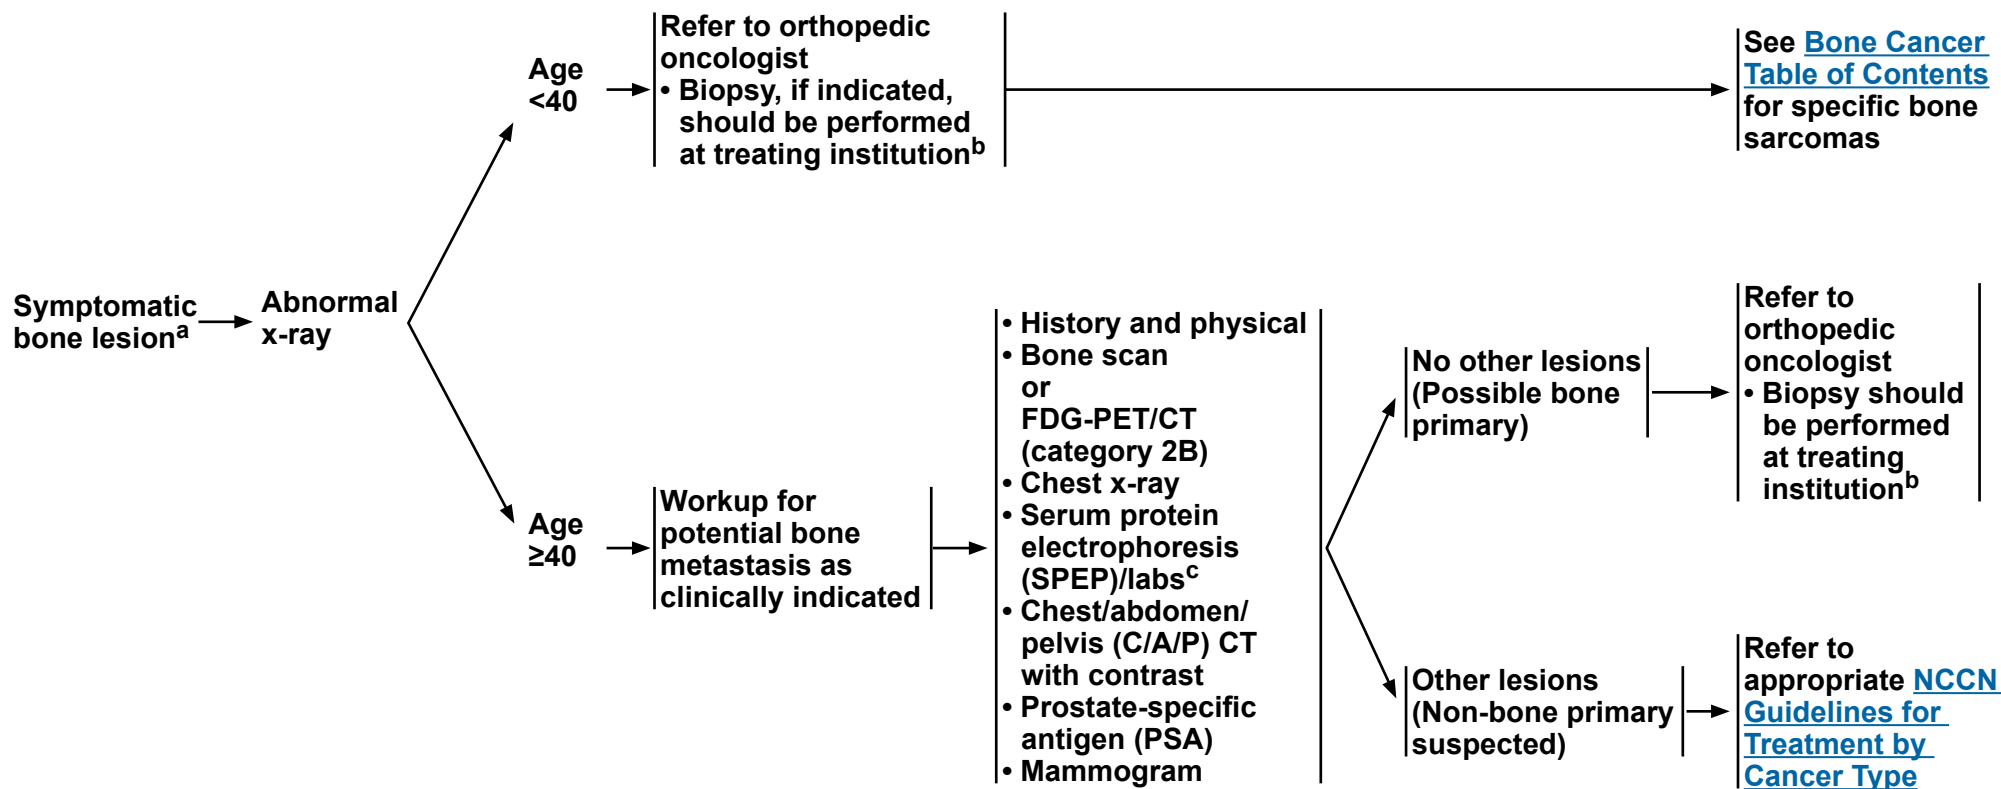 Symptomatic
bone lesionᵃ
Abnormal
x-ray
Age
<40
Refer to orthopedic
oncologist
• Biopsy, if indicated,
should be performed
at treating institutionᵇ
See Bone Cancer
Table of Contents
for specific bone
sarcomas
Age
≥40
Workup for
potential bone
metastasis as
clinically indicated
• History and physical
• Bone scan
or
FDG-PET/CT
(category 2B)
• Chest x-ray
• Serum protein
electrophoresis
(SPEP)/labsᶜ
• Chest/abdomen/
pelvis (C/A/P) CT
with contrast
• Prostate-specific
antigen (PSA)
• Mammogram
No other lesions
(Possible bone
primary)
Refer to
orthopedic
oncologist
• Biopsy should
be performed
at treating
institutionᵇ
Other lesions
(Non-bone primary
suspected)
Refer to
appropriate NCCN
Guidelines for
Treatment by
Cancer Type